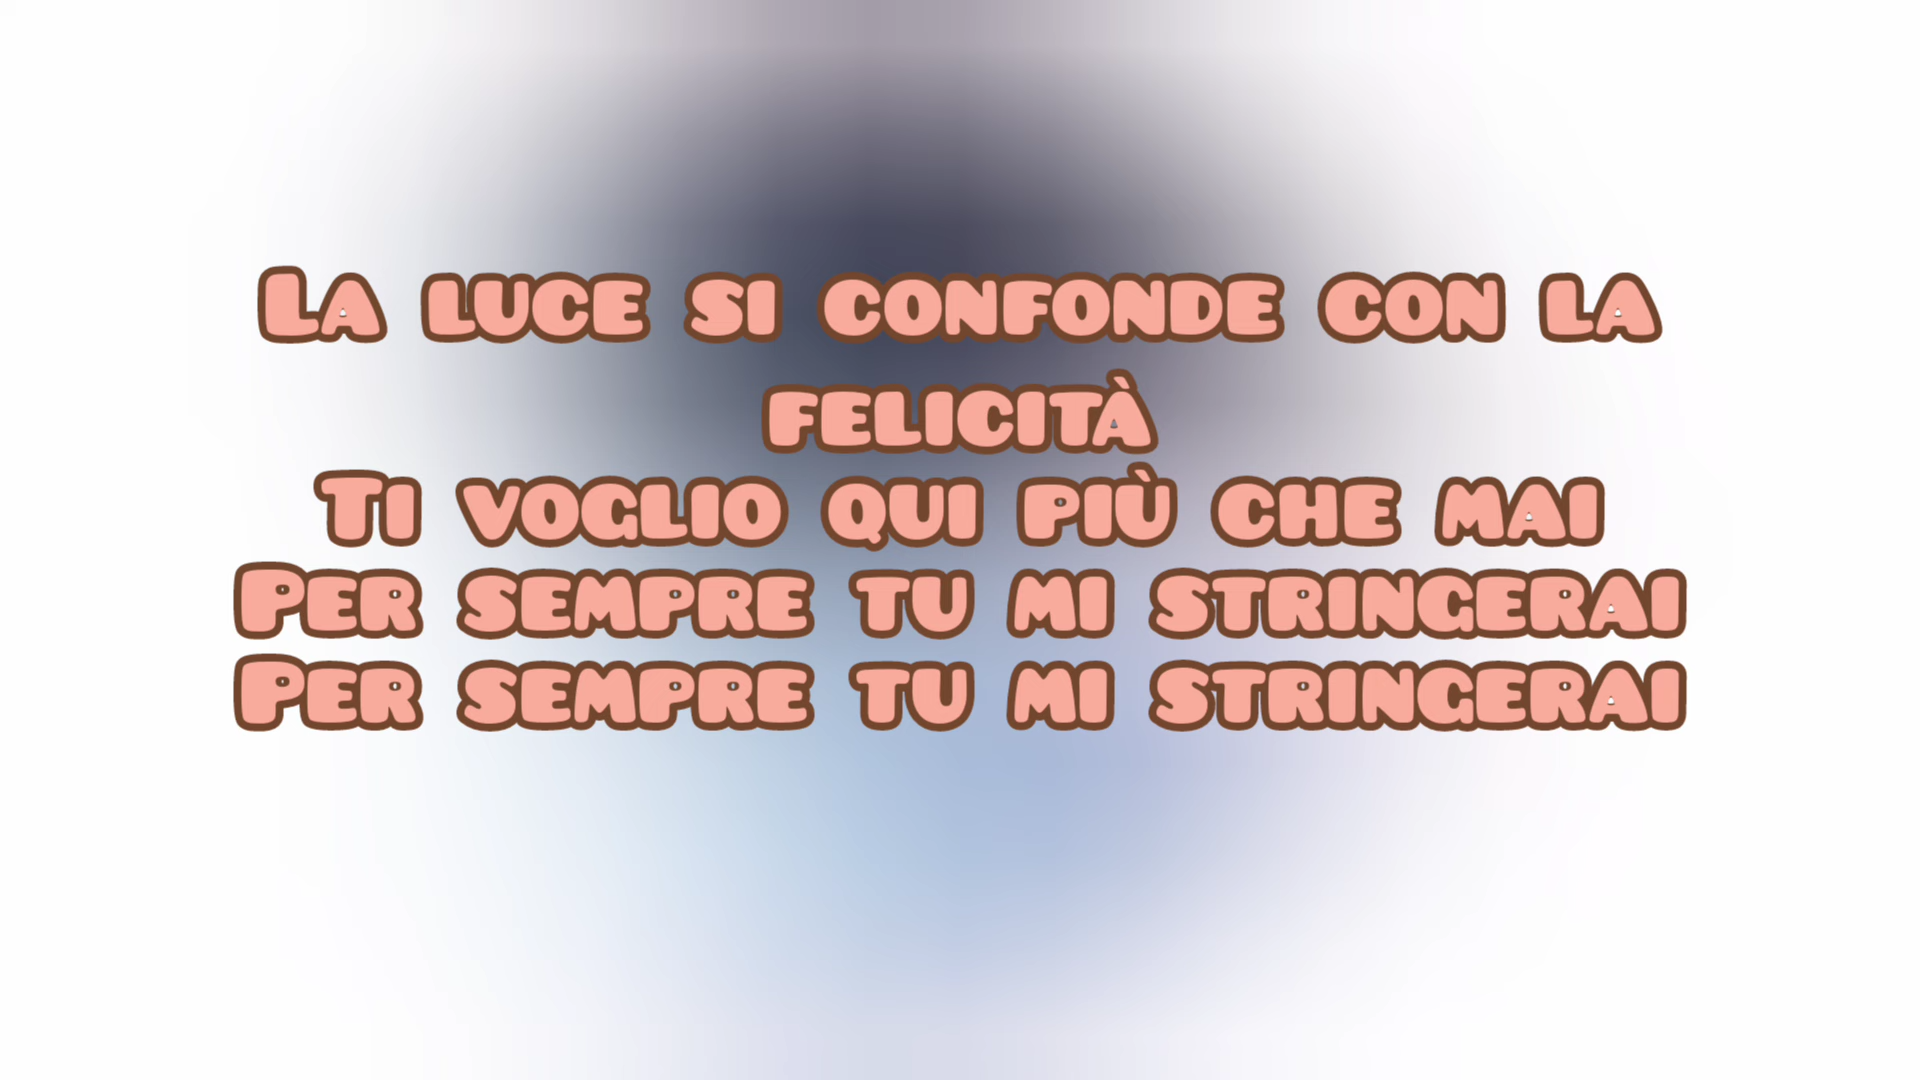 La luce si confonde con la
felicità
Ti voglio qui più che mai
Per sempre tu mi stringerai
Per sempre tu mi stringerai